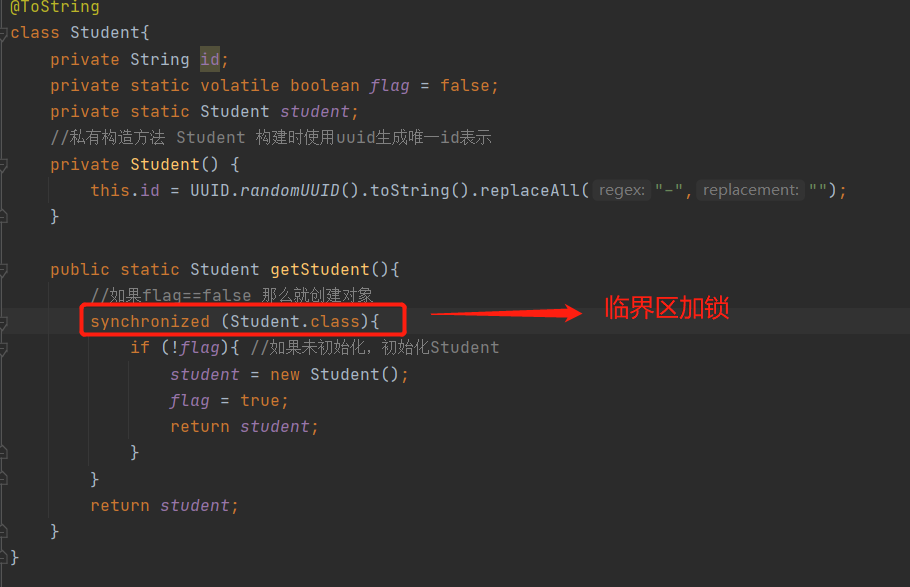 @ToString
class Student{
private String id;
private static volatile boolean flag = false;
private static Student student;
//私有构造方法 Student 构建时使用uuid生成唯一id表示
private Student() {
this.id = UUID.randomUUID().toString().replaceAll( regex: "-", replacement: "");
}
public static Student getStudent(){
//如果flag==false 那么就创建对象
synchronized (Student.class){
临界区加锁
if (!flag){ //如果未初始化，初始化Student
student = new Student();
flag = true;
return student;
}
}
return student;
}
}